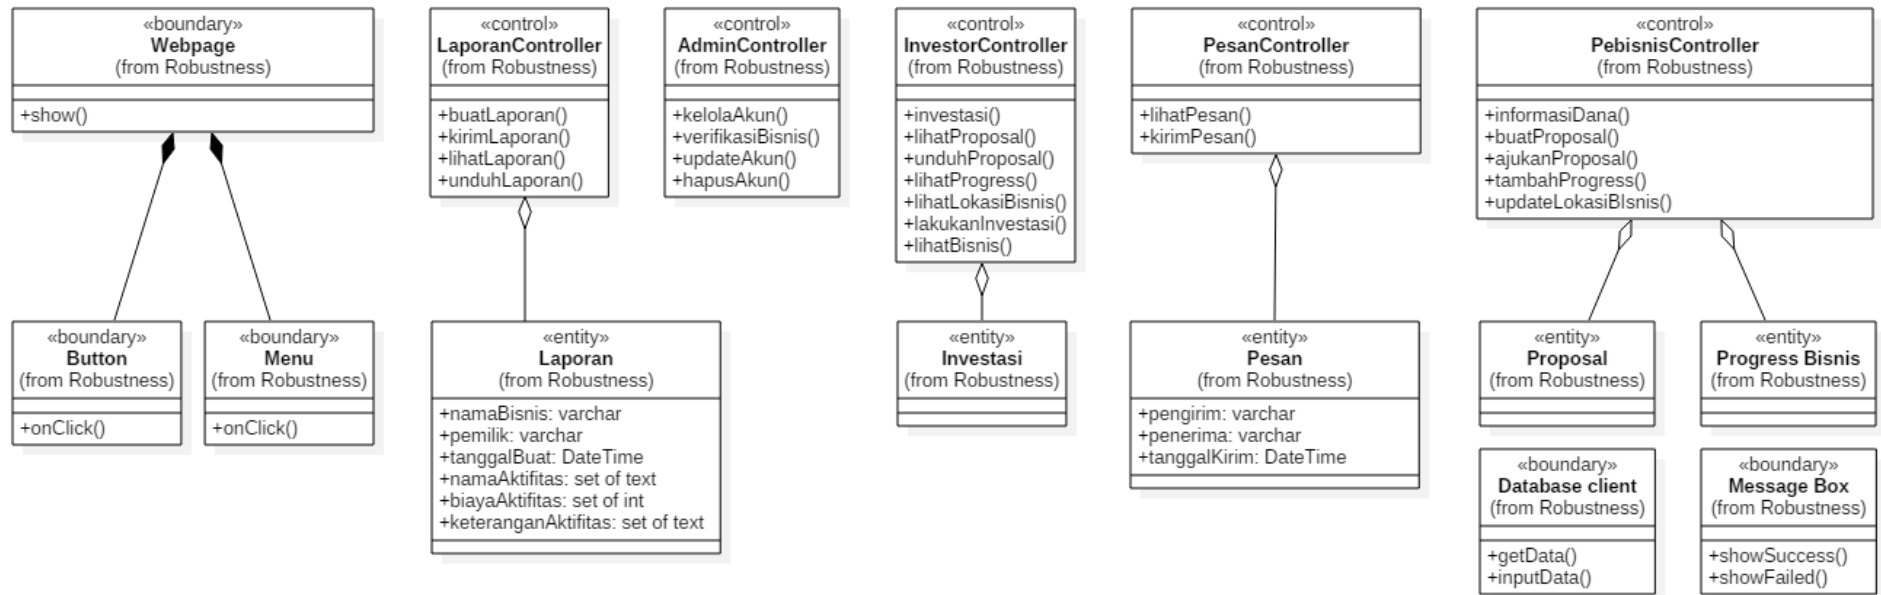 «boundary»
Webpage
(from Robustness)
+show()
«control»
LaporanController
(from Robustness)
+buatLaporan()
+kirimLaporan()
+lihatLaporan()
+unduhLaporan()
«control»
AdminController
(from Robustness)
+kelolaAkun()
+verifikasiBisnis()
+updateAkun()
+hapusAkun()
«control»
InvestorController
(from Robustness)
+investasi()
+lihatProposal()
+unduhProposal()
+lihatProgress()
+lihatLokasiBisnis()
+lakukanInvestasi()
+lihatBisnis()
«control»
PesanController
(from Robustness)
+lihatPesan()
+kirimPesan()
«control»
PebisnisController
(from Robustness)
+informasiDana()
+buatProposal()
+ajukanProposal()
+tambahProgress()
+updateLokasiBIsnis()
«boundary»
Button
(from Robustness)
+onClick()
«boundary»
Menu
(from Robustness)
+onClick()
«entity»
Laporan
(from Robustness)
+namaBisnis: varchar
+pemilik: varchar
+tanggalBuat: DateTime
+namaAktifitas: set of text
+biayaAktifitas: set of int
+keteranganAktifitas: set of text
«entity»
Investasi
(from Robustness)
«entity»
Pesan
(from Robustness)
+pengirim: varchar
+penerima: varchar
+tanggalKirim: DateTime
«entity»
Proposal
(from Robustness)
«entity»
Progress Bisnis
(from Robustness)
«boundary»
Database client
(from Robustness)
+getData()
+inputData()
«boundary»
Message Box
(from Robustness)
+showSuccess()
+showFailed()